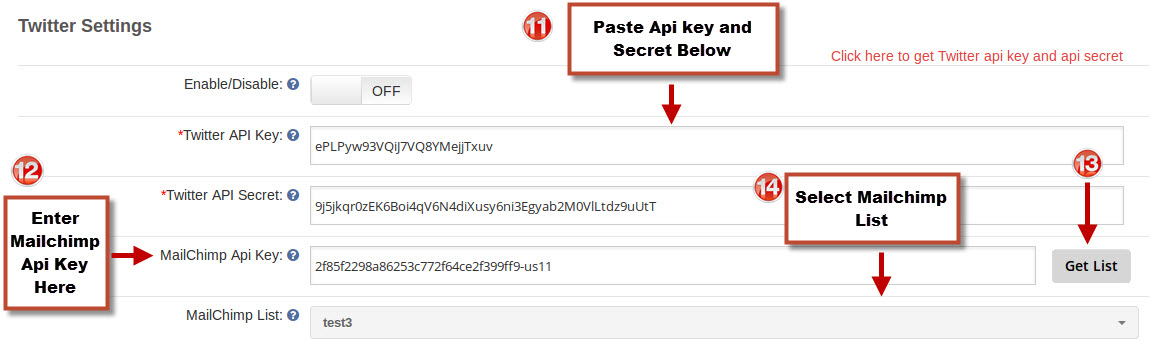 Twitter Settings
11
Paste Api key and
Secret Below
Click here to get Twitter api key and api secret
Enable/Disable: ?
OFF
*Twitter API Key: ?
ePLPyw93VQiJ7VQ8YMejjTxuv
12
13
*Twitter API Secret: ?
9j5jkqr0zEK6Boi4qV6N4diXusy6ni3Egyab2M0VlLtdz9uUtT
14
Select Mailchimp
List
Enter
Mailchimp
Api Key
Here
MailChimp Api Key: ?
2f85f2298a86253c772f64ce2f399ff9-us11
Get List
MailChimp List: ?
test3